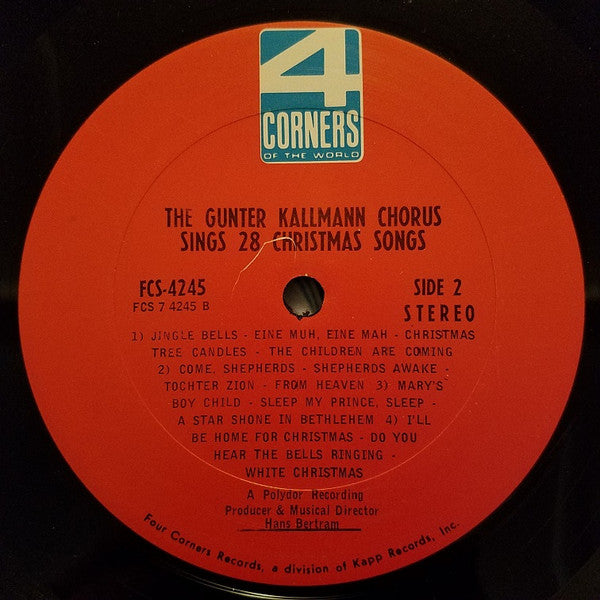 4
CORNERS
OF THE WORLD
THE GUNTER KALLMANN CHORUS
SINGS 28 CHRISTMAS SONGS
FCS-4245
FCS 7 4245 B
SIDE 2
STEREO
1) JINGLE BELLS - EINE MUH, EINE MAH - CHRISTMAS
TREE CANDLES - THE CHILDREN ARE COMING
2) COME, SHEPHERDS - SHEPHERDS AWAKE -
TOCHTER ZION - FROM HEAVEN 3) MARY'S
BOY CHILD - SLEEP MY PRINCE, SLEEP -
A STAR SHONE IN BETHLEHEM 4) I'LL
BE HOME FOR CHRISTMAS - DO YOU
HEAR THE BELLS RINGING -
WHITE CHRISTMAS
A Polydor Recording
Producer & Musical Director
Hans Bertram
Four Corners Records, a division of Kapp Records, Inc.